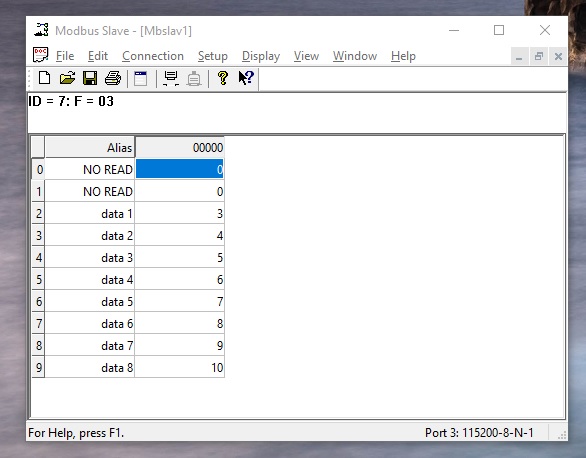 Modbus Slave - [Mbslav1]
File Edit Connection Setup Display View Window Help
ID = 7: F = 03
Alias 00000
0 NO READ 0
1 NO READ 0
2 data 1 3
3 data 2 4
4 data 3 5
5 data 4 6
6 data 5 7
7 data 6 8
8 data 7 9
9 data 8 10
For Help, press F1. Port 3: 115200-8-N-1